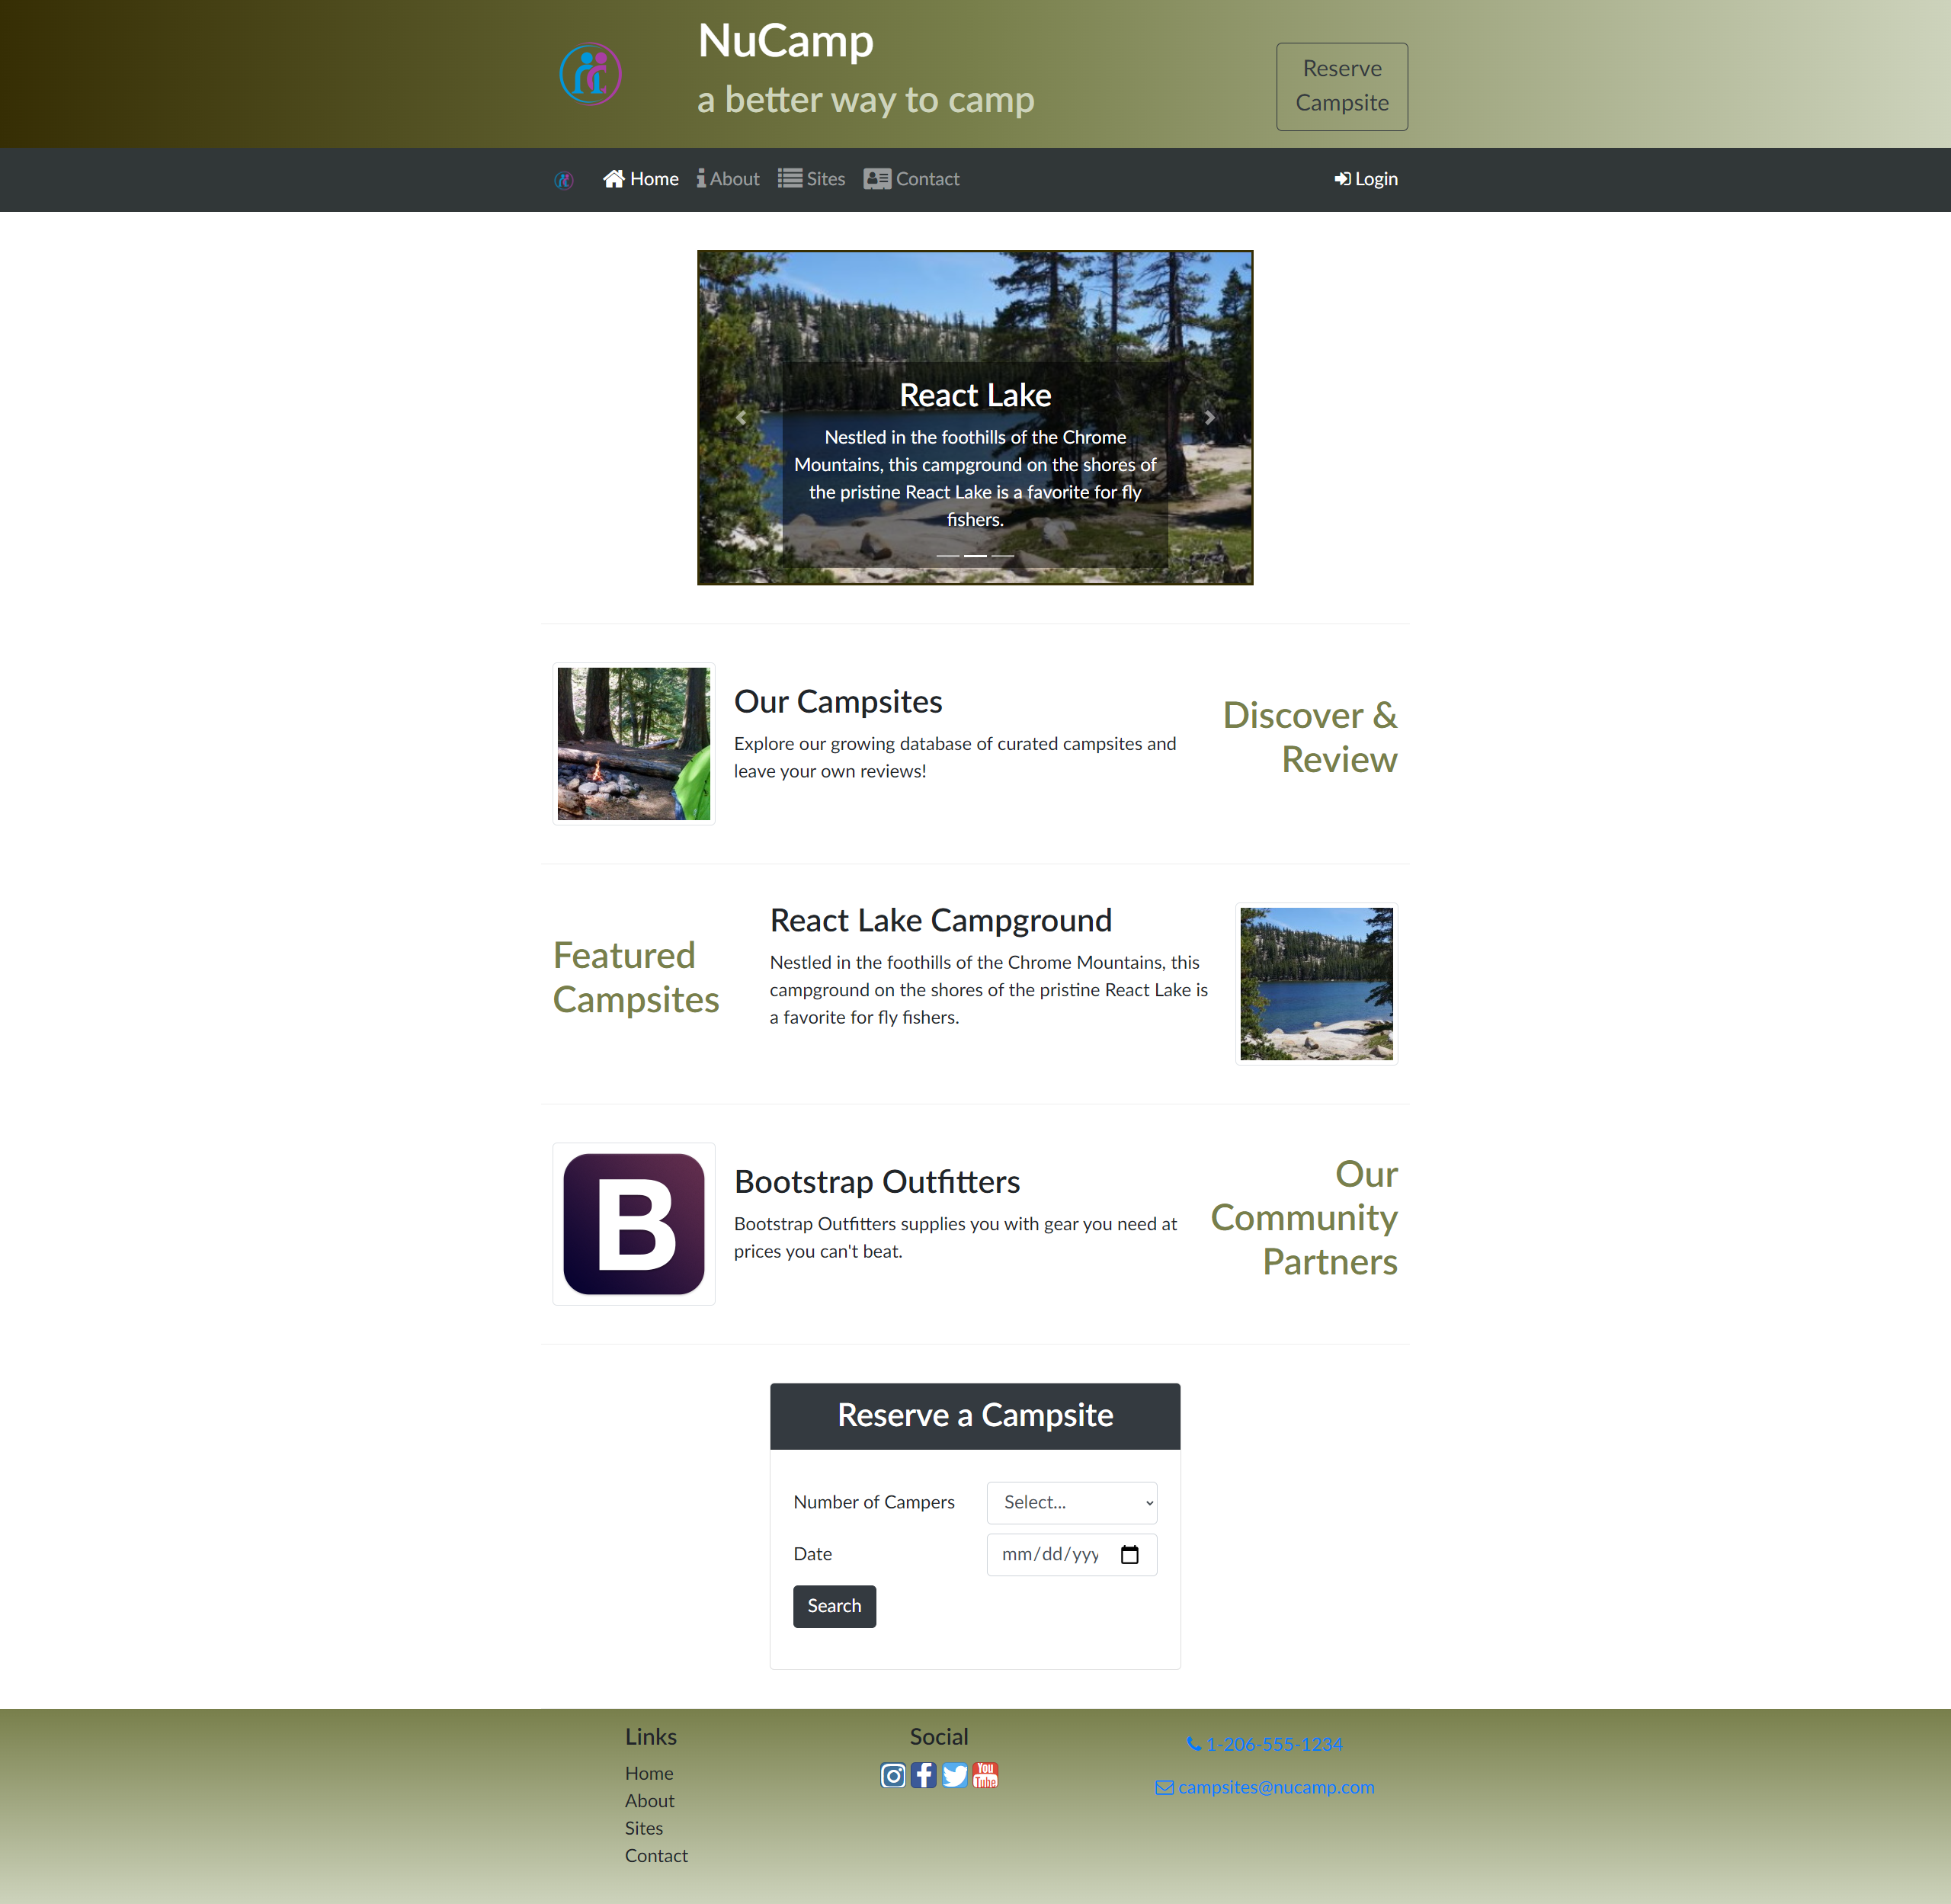 NuCamp
a better way to camp
Reserve
Campsite
Home About Sites Contact Login
React Lake
Nestled in the foothills of the Chrome
Mountains, this campground on the shores of
the pristine React Lake is a favorite for fly
fishers.
Our Campsites
Explore our growing database of curated campsites and
leave your own reviews!
Discover &
Review
Featured
Campsites
React Lake Campground
Nestled in the foothills of the Chrome Mountains, this
campground on the shores of the pristine React Lake is
a favorite for fly fishers.
B
Bootstrap Outfitters
Bootstrap Outfitters supplies you with gear you need at
prices you can't beat.
Our
Community
Partners
Reserve a Campsite
Number of Campers
Select...
Date
mm/dd/yyy
Search
Links
Home
About
Sites
Contact
Social
You
Tube
1-206-555-1234
campsites@nucamp.com